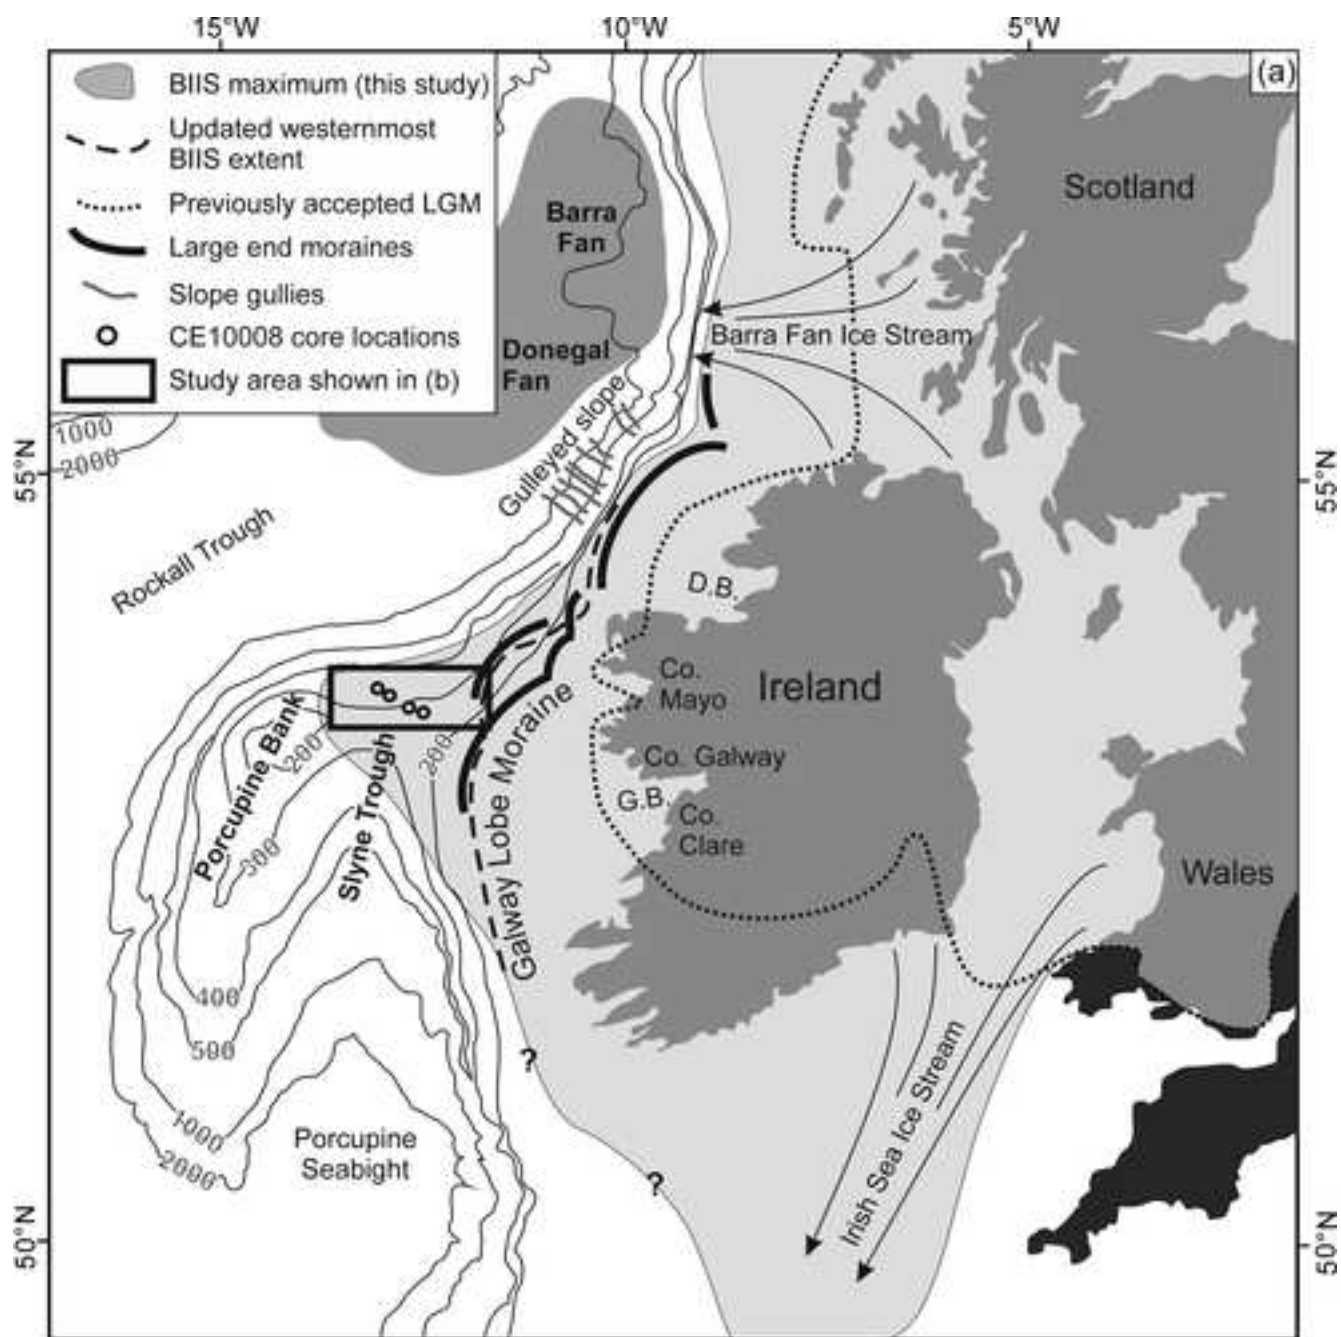 15°W
10°W
5°W
(a)
BIIS maximum (this study)
Updated westernmost
BIIS extent
Previously accepted LGM
Large end moraines
Slope gullies
CE10008 core locations
Study area shown in (b)
Scotland
Barra
Fan
Barra Fan Ice Stream
Donegal
Fan
Gulleyed slope
1000
2000
55°N
55°N
Rockall Trough
D.B.
Co.
Mayo
Ireland
Co. Galway
G.B.
Co.
Clare
Galway Lobe Moraine
Porcupine Bank
200
200
300
Slyne Trough
Wales
400
500
1000
2000
Porcupine
Seabight
?
?
Irish Sea Ice Stream
50°N
50°N